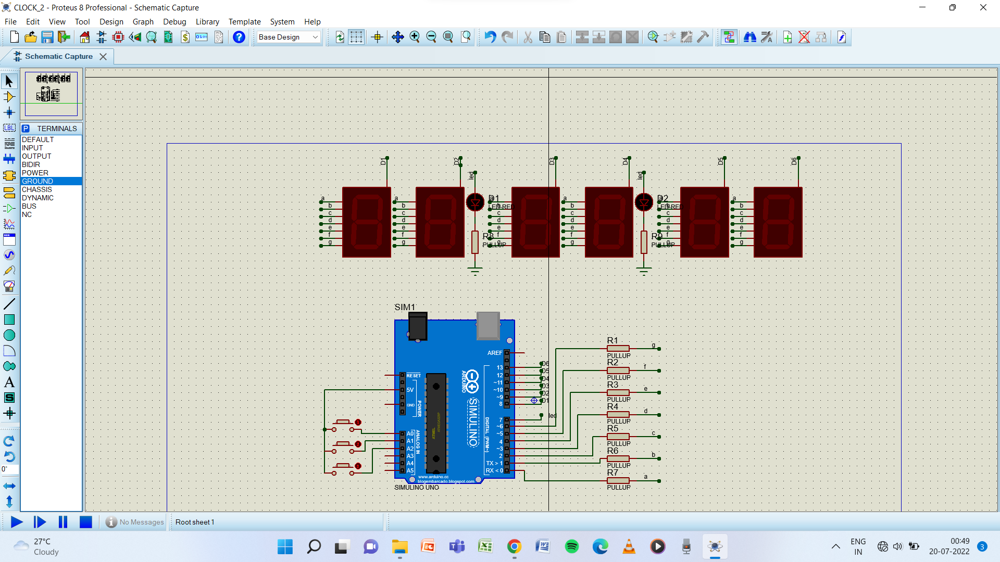 CLOCK_2 - Proteus 8 Professional - Schematic Capture
File Edit View Tool Design Graph Debug Library Template System Help
Base Design
Schematic Capture
TERMINALS
DEFAULT
INPUT
OUTPUT
BIDIR
POWER
GROUND
CHASSIS
DYNAMIC
BUS
NC
LBL
A
S
0°
D1 D2 D3 D4 D5 D6
led led
D1 D2
LED-RED LED-RED
a a a a a a
b b b b b b
c c c c c c
d d d d d d
e e e e e e
f f f f f f
g g g g g g
R8 R9
PULLUP PULLUP
SIM1
AREF
13 D6
12 D5
~11 D4
~10 D3
~9 D2
8 D1
7 led
~6
~5
4
~3
2
TX > 1
RX < 0
RESET
5V
GND
POWER
A0
A1
A2
A3
A4
A5
ANALOG IN
ATMEL
ARDUINO
SIMULINO
DIGITAL (PWM~)
www.arduino.cc
blogembarcado.blogspot.com
SIMULINO UNO
R1 g
PULLUP
R2 f
PULLUP
R3 e
PULLUP
R4 d
PULLUP
R5 c
PULLUP
R6 b
PULLUP
R7 a
PULLUP
No Messages Root sheet 1
27°C
Cloudy
ENG
IN
00:49
20-07-2022
3